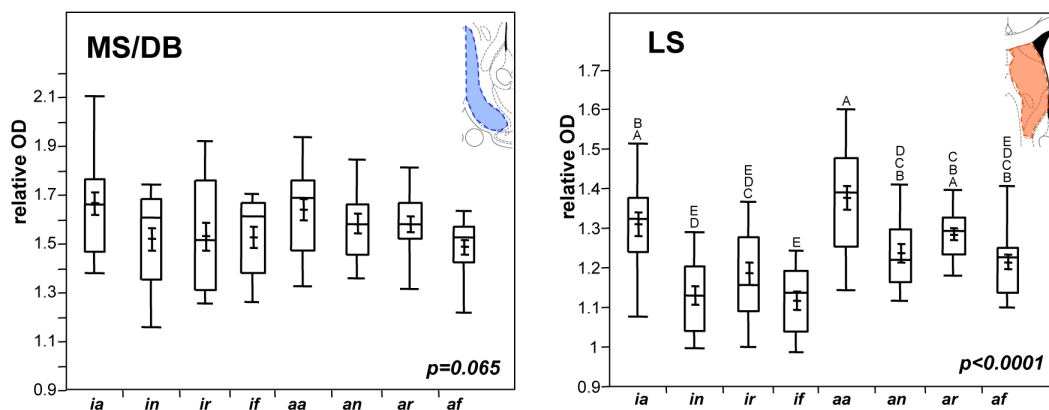 MS/DB
relative OD
2.1
1.9
1.7
1.5
1.3
1.1
0.9
p=0.065
ia in ir if aa an ar af
LS
relative OD
1.7
1.6
1.5
1.4
1.3
1.2
1.1
1
0.9
B
A
E
D
E
D
C
E
A
D
C
B
C
B
A
E
D
C
B
p<0.0001
ia in ir if aa an ar af